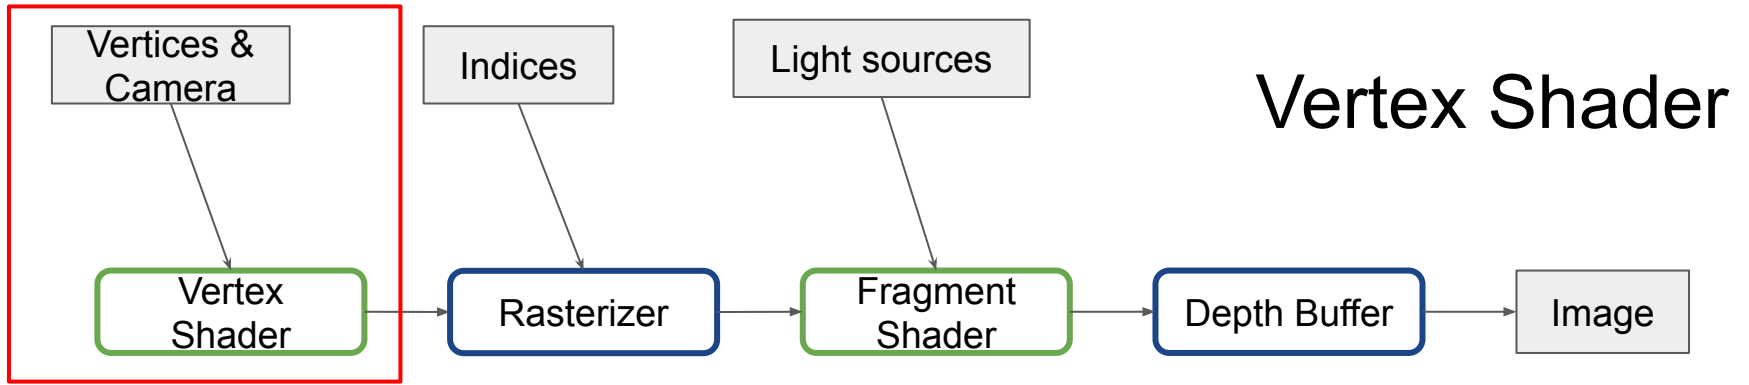 Vertices &
Camera
Indices
Light sources
Vertex Shader
Vertex
Shader
Rasterizer
Fragment
Shader
Depth Buffer
Image